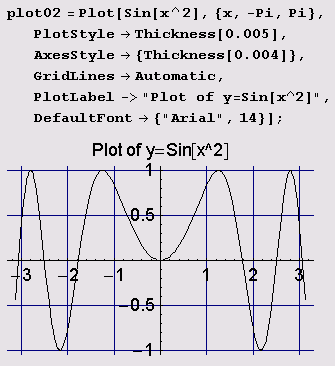 plot02 = Plot[Sin[x^2], {x, -Pi, Pi},
PlotStyle → Thickness[0.005],
AxesStyle → {Thickness[0.004]},
GridLines → Automatic,
PlotLabel -> "Plot of y=Sin[x^2]",
DefaultFont → {"Arial", 14}];
Plot of y=Sin[x^2]
1
0.5
-3 -2 -1 1 2 3
-0.5
-1